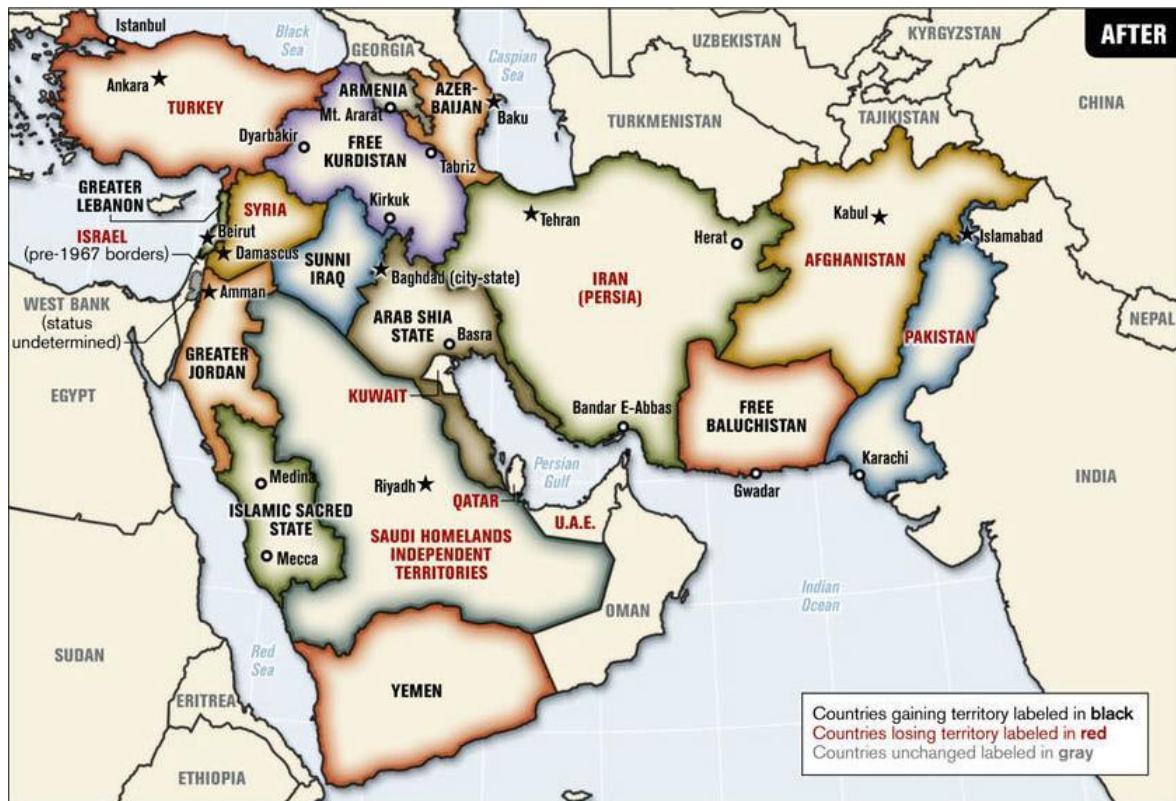 AFTER
Istanbul
Black
Sea
GEORGIA
Caspian
Sea
UZBEKISTAN
KYRGYZSTAN
Ankara
TURKEY
ARMENIA
Mt. Ararat
AZER-
BAIJAN
Baku
TURKMENISTAN
TAJIKISTAN
CHINA
Dyarbakir
FREE
KURDISTAN
Tabriz
GREATER
LEBANON
SYRIA
Kirkuk
Tehran
Herat
Kabul
Islamabad
ISRAEL
(pre-1967 borders)
Beirut
Damascus
SUNNI
IRAQ
Baghdad (city-state)
IRAN
(PERSIA)
AFGHANISTAN
WEST BANK
(status
undetermined)
Amman
ARAB SHIA
STATE
Basra
PAKISTAN
NEPAL
GREATER
JORDAN
EGYPT
KUWAIT
Bandar E-Abbas
FREE
BALUCHISTAN
Karachi
INDIA
Medina
Riyadh
Persian
Gulf
Gwadar
QATAR
ISLAMIC SACRED
STATE
U.A.E.
Mecca
SAUDI HOMELANDS
INDEPENDENT
TERRITORIES
OMAN
Indian
Ocean
SUDAN
Red
Sea
YEMEN
ERITREA
ETHIOPIA
Countries gaining territory labeled in black
Countries losing territory labeled in red
Countries unchanged labeled in gray